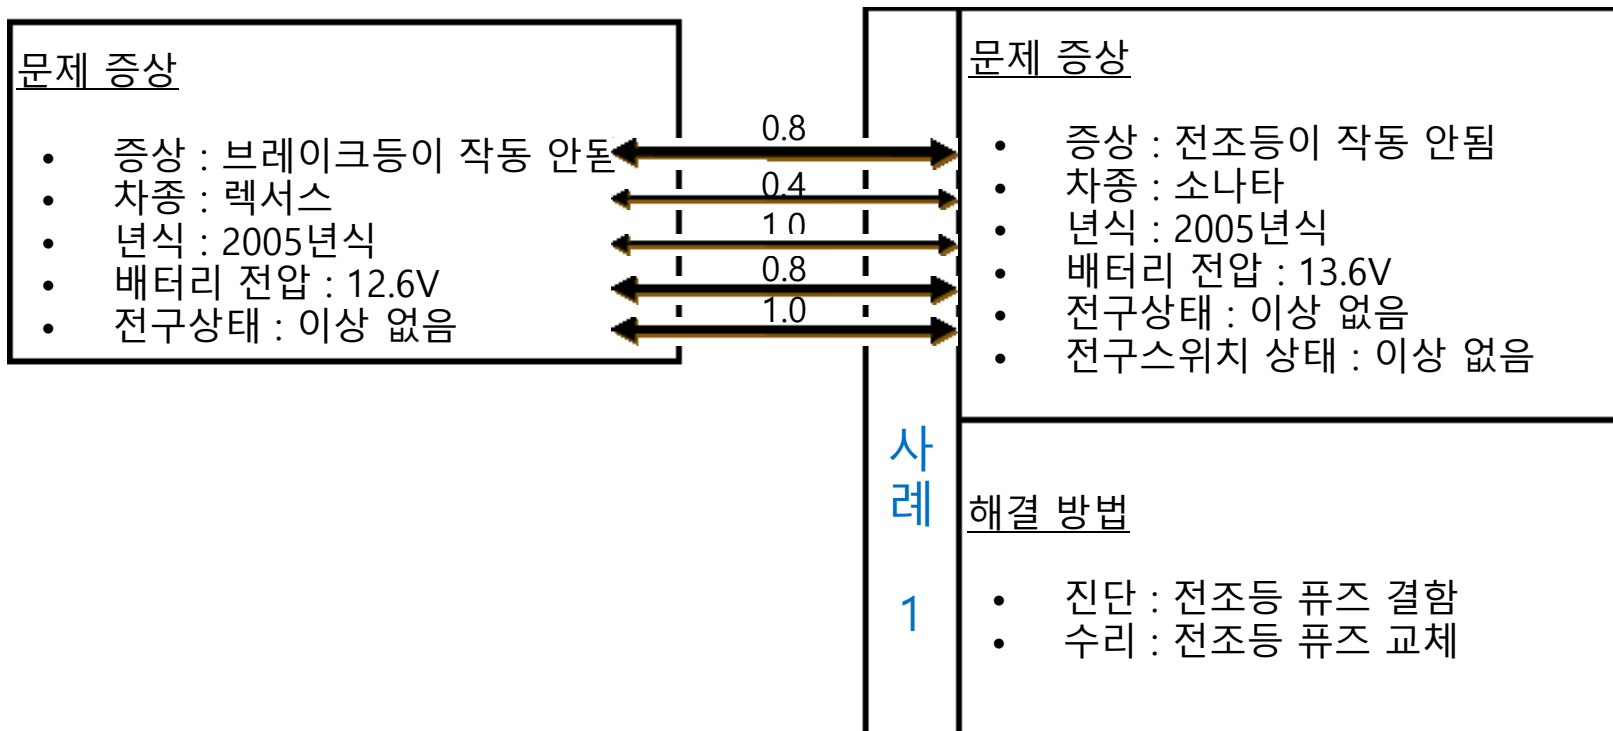 문제 증상
• 증상 : 브레이크등이 작동 안됨
• 차종 : 렉서스
• 년식 : 2005년식
• 배터리 전압 : 12.6V
• 전구상태 : 이상 없음
0.8
0.4
1.0
0.8
1.0
사
례
1
문제 증상
• 증상 : 전조등이 작동 안됨
• 차종 : 소나타
• 년식 : 2005년식
• 배터리 전압 : 13.6V
• 전구상태 : 이상 없음
• 전구스위치 상태 : 이상 없음
해결 방법
• 진단 : 전조등 퓨즈 결함
• 수리 : 전조등 퓨즈 교체